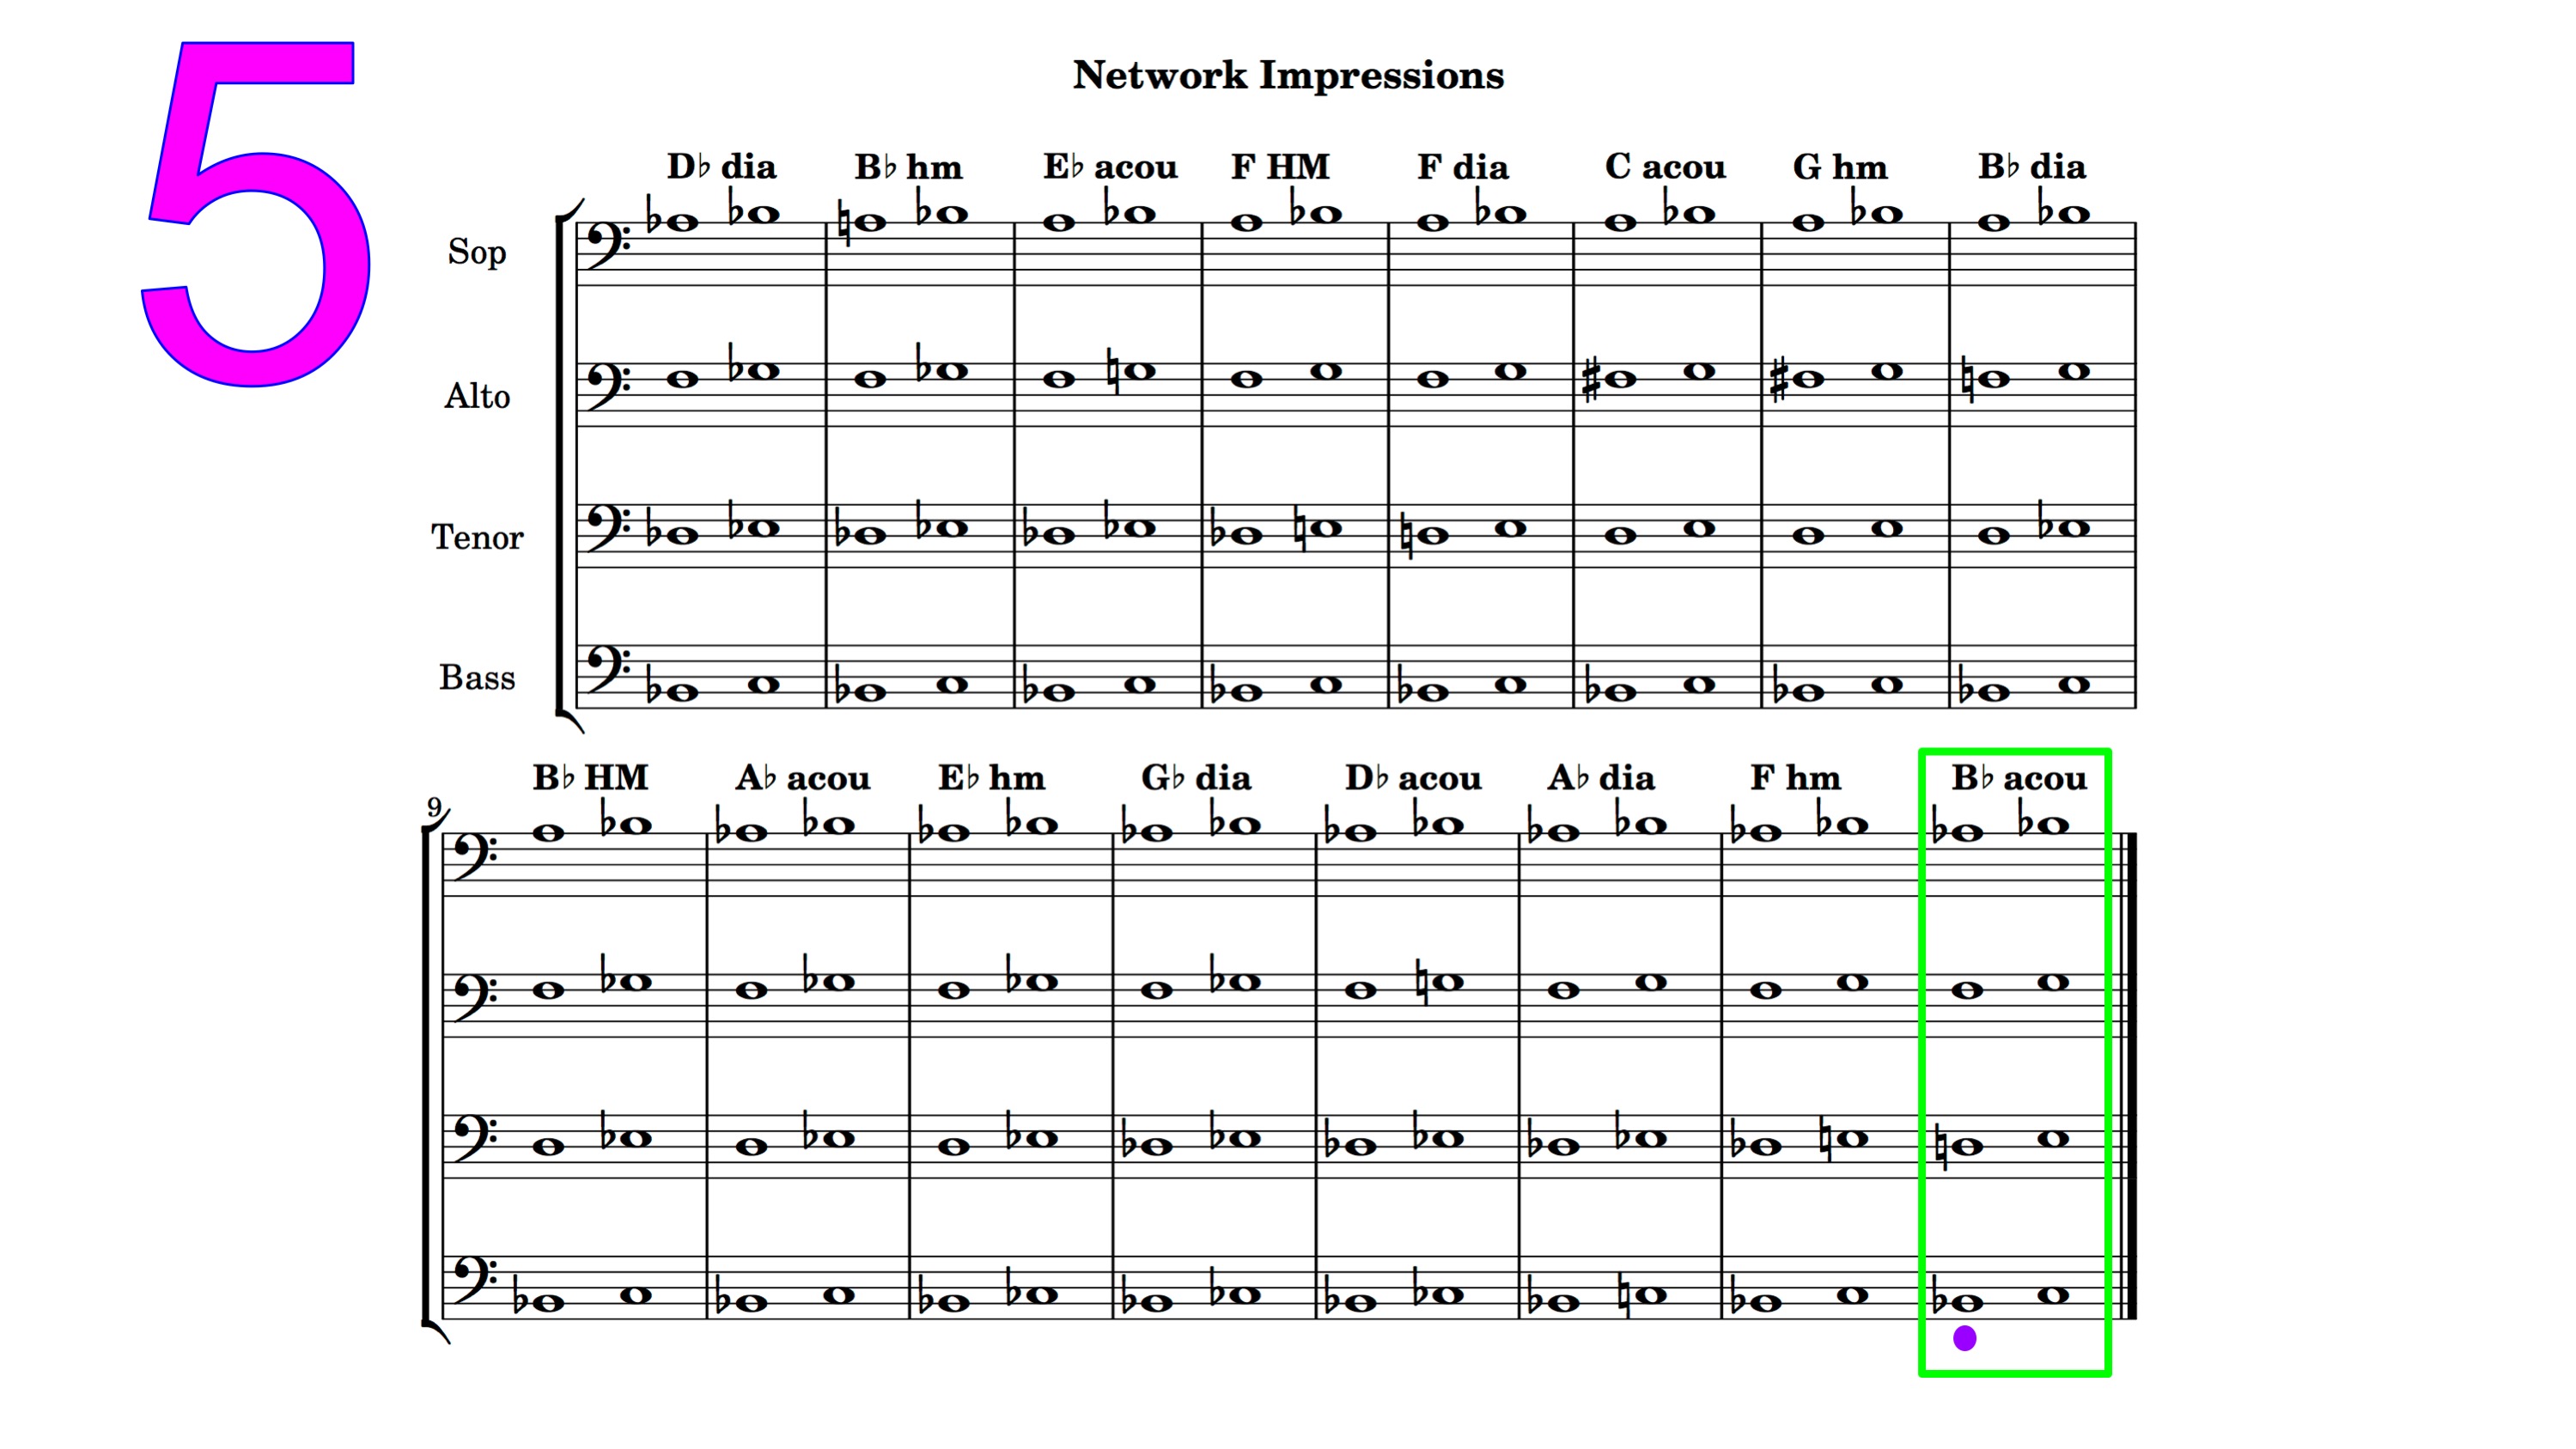 5
Network Impressions
D♭ dia B♭ hm E♭ acou F HM F dia C acou G hm B♭ dia
Sop
Alto
Tenor
Bass
B♭ HM A♭ acou E♭ hm G♭ dia D♭ acou A♭ dia F hm B♭ acou
9